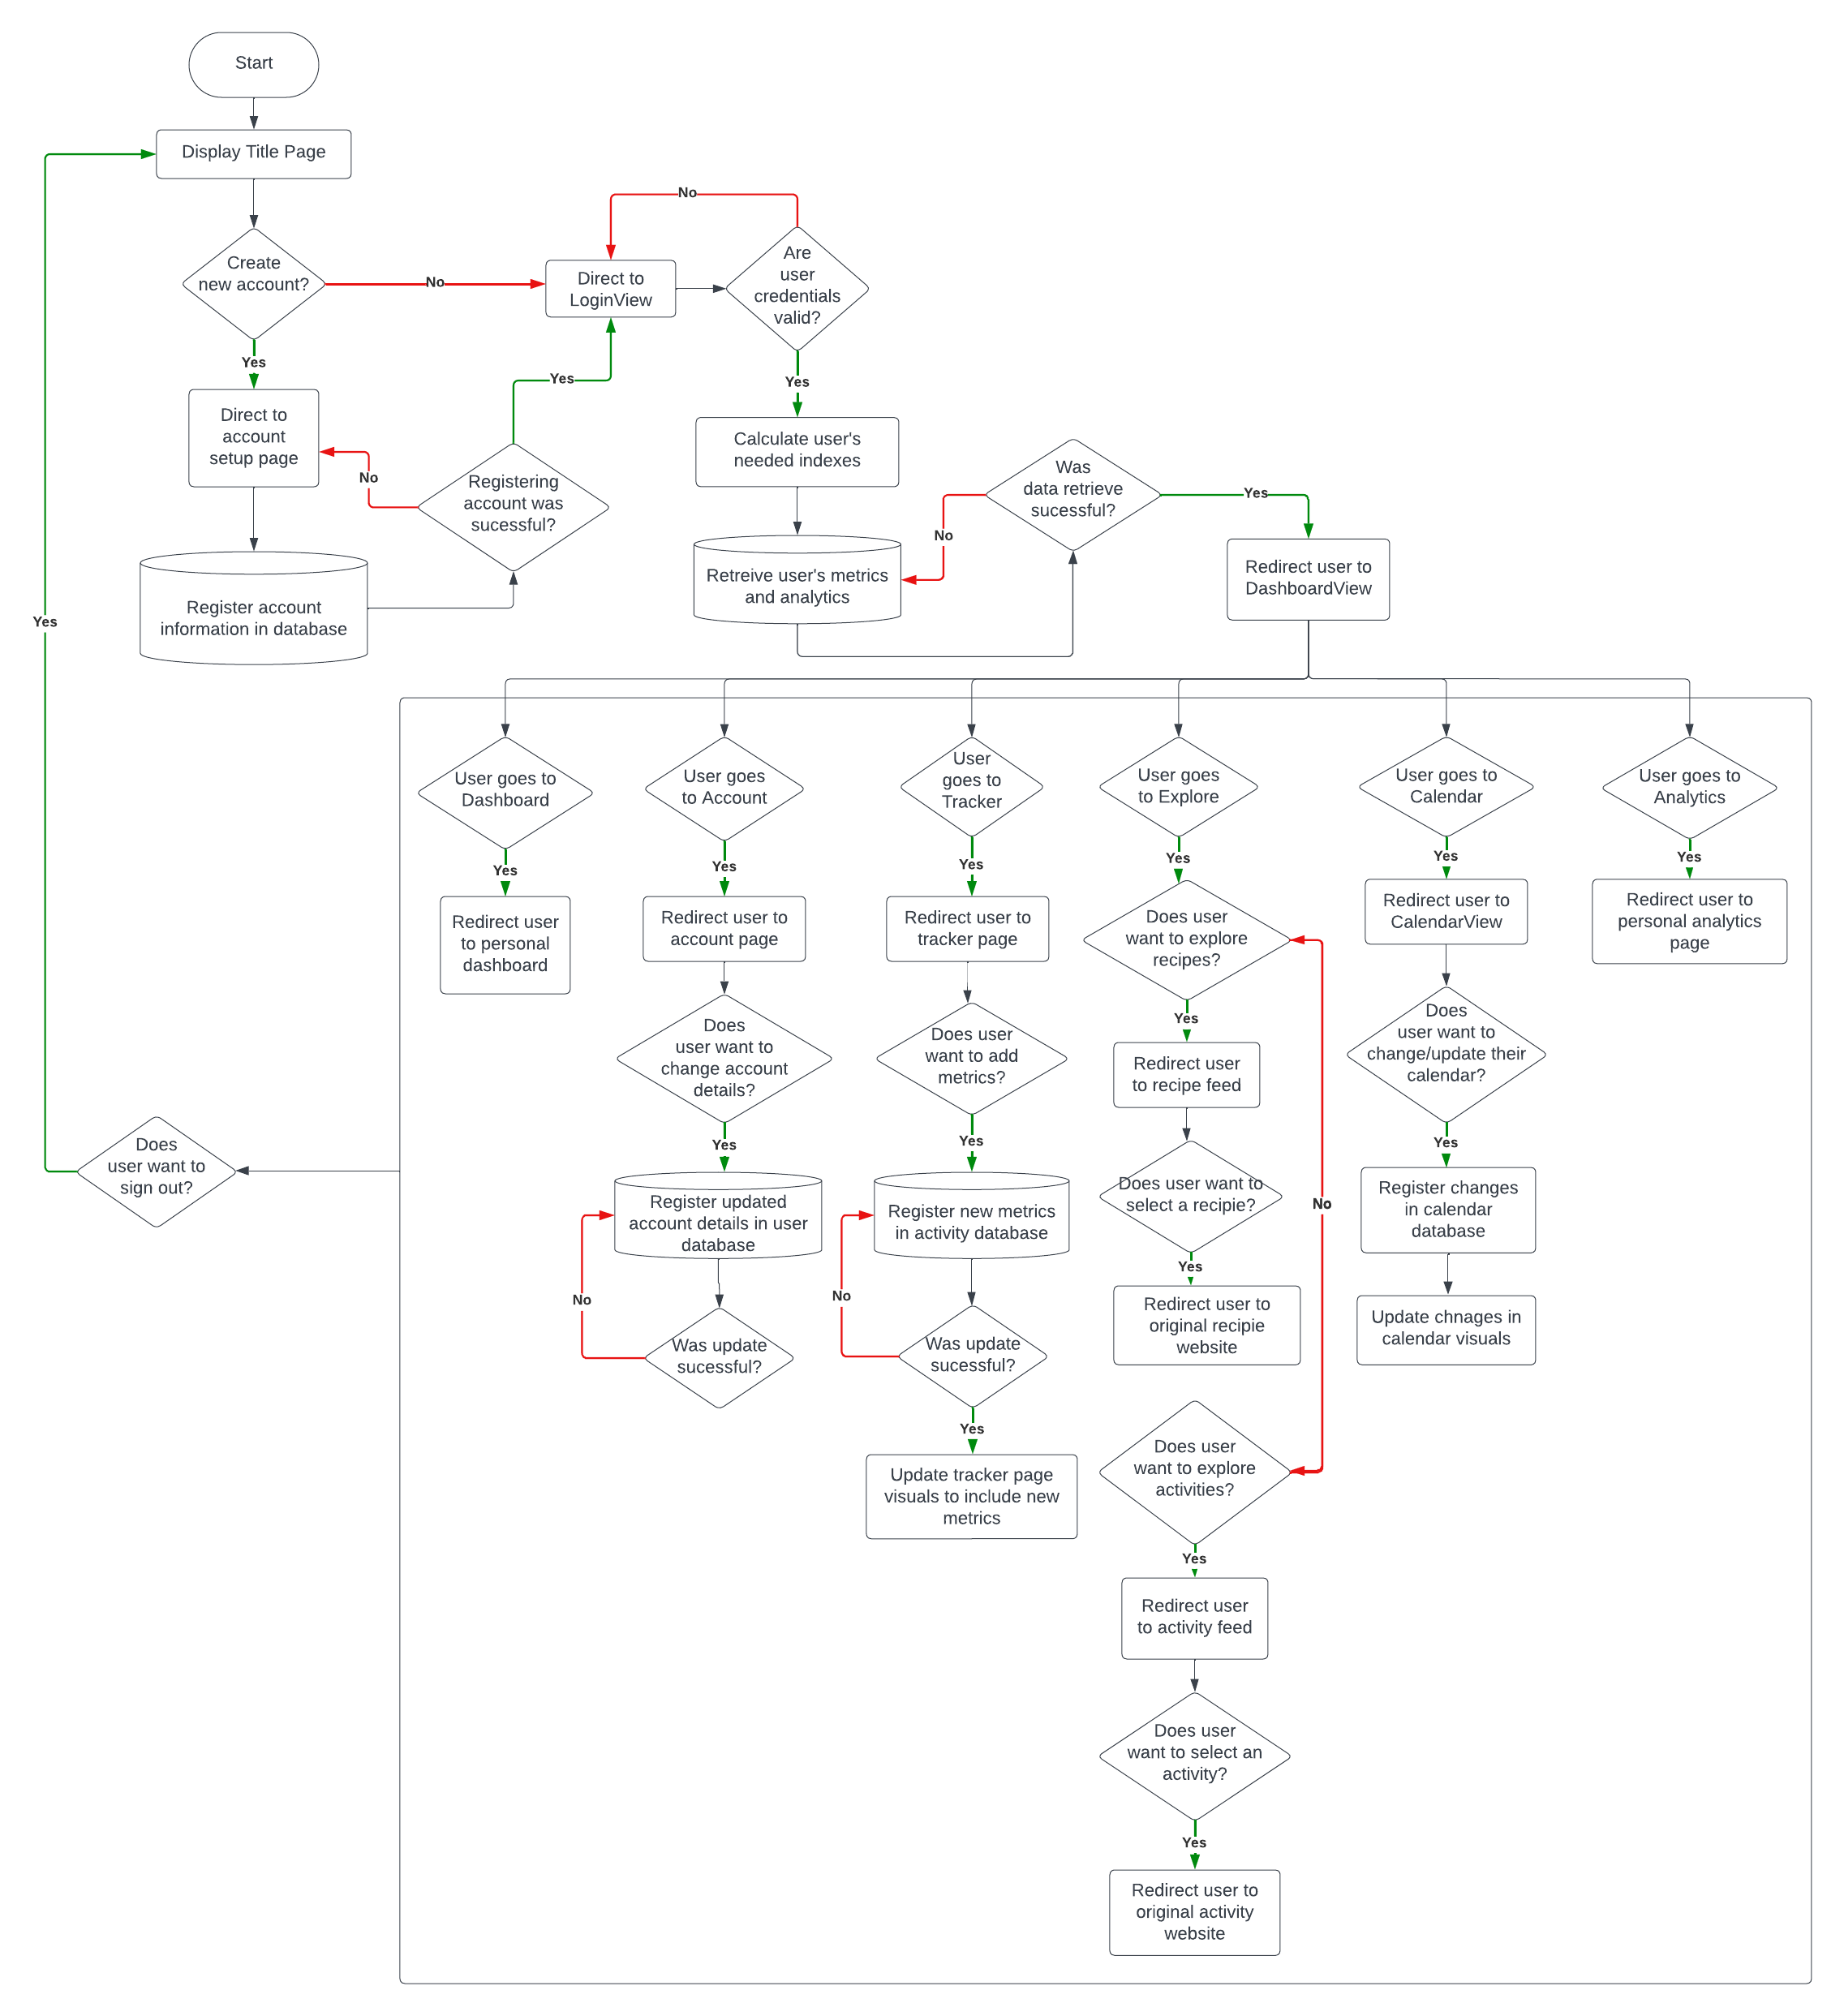 Start
Display Title Page
Create
new account?
No
Yes
Direct to
account
setup page
Register account
information in database
Registering
account was
sucessful?
No
Yes
Direct to
LoginView
No
Are
user
credentials
valid?
Yes
Calculate user's
needed indexes
Retreive user's metrics
and analytics
Was
data retrieve
sucessful?
No
Yes
Redirect user to
DashboardView
User goes to
Dashboard
Yes
Redirect user
to personal
dashboard
User goes
to Account
Yes
Redirect user to
account page
Does
user want to
change account
details?
Yes
Register updated
account details in user
database
Was update
sucessful?
No
User
goes to
Tracker
Yes
Redirect user to
tracker page
Does user
want to add
metrics?
Yes
Register new metrics
in activity database
Was update
sucessful?
No
Yes
Update tracker page
visuals to include new
metrics
User goes
to Explore
Yes
Does user
want to explore
recipes?
Yes
Redirect user
to recipe feed
Does user want to
select a recipie?
Yes
Redirect user to
original recipie
website
No
Does user
want to explore
activities?
Yes
Redirect user
to activity feed
Does user
want to select an
activity?
Yes
Redirect user to
original activity
website
User goes to
Calendar
Yes
Redirect user to
CalendarView
Does
user want to
change/update their
calendar?
Yes
Register changes
in calendar
database
Update chnages in
calendar visuals
User goes to
Analytics
Yes
Redirect user to
personal analytics
page
Does
user want to
sign out?
Yes